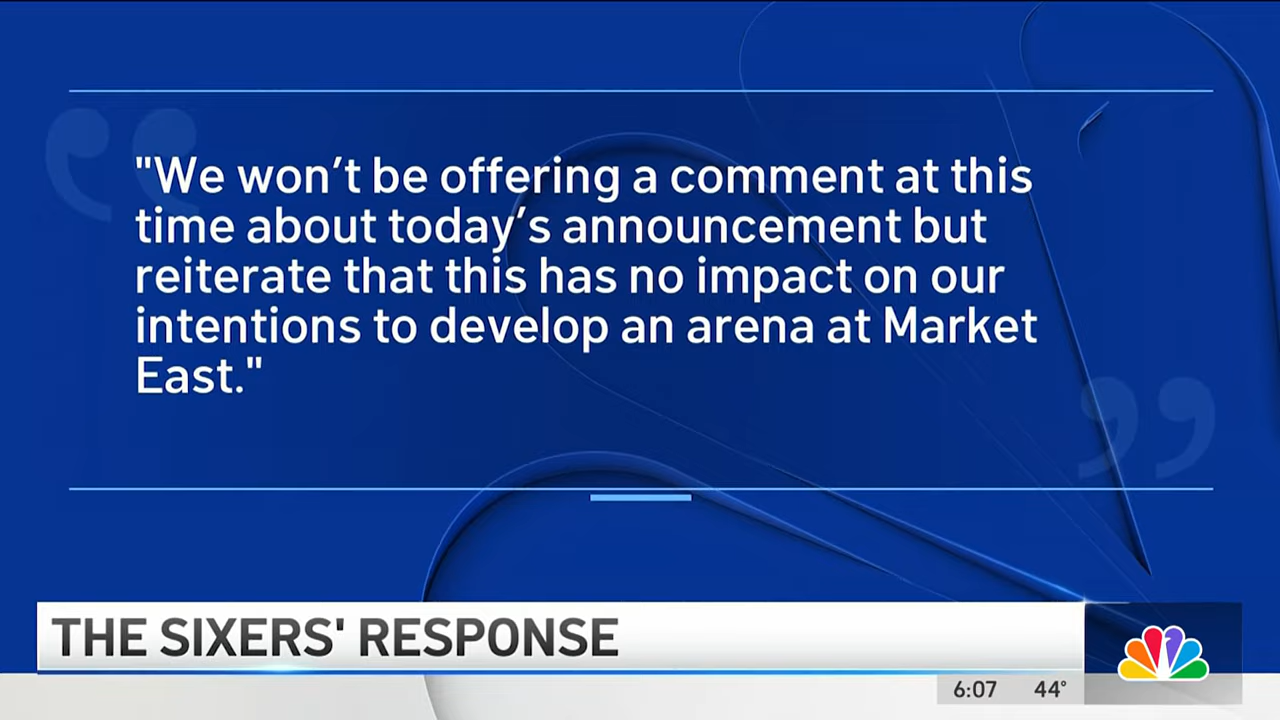 "We won’t be offering a comment at this
time about today’s announcement but
reiterate that this has no impact on our
intentions to develop an arena at Market
East."
THE SIXERS' RESPONSE
6:07 44°